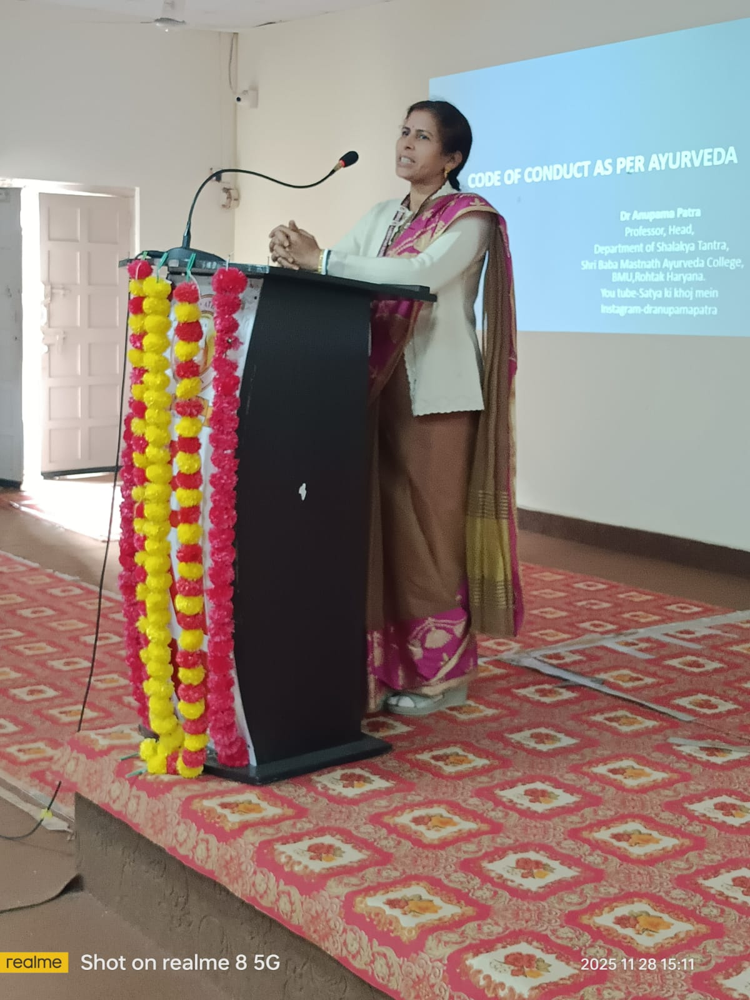 CODE OF CONDUCT AS PER AYURVEDA
Dr Anupama Patra
Professor, Head,
Department of Shalakya Tantra,
Shri Baba Mastnath Ayurveda College,
BMU,Rohtak Haryana.
You tube-Satya ki khoj mein
Instagram-dranupamapatra
realme Shot on realme 8 5G
2025 11 28 15:11